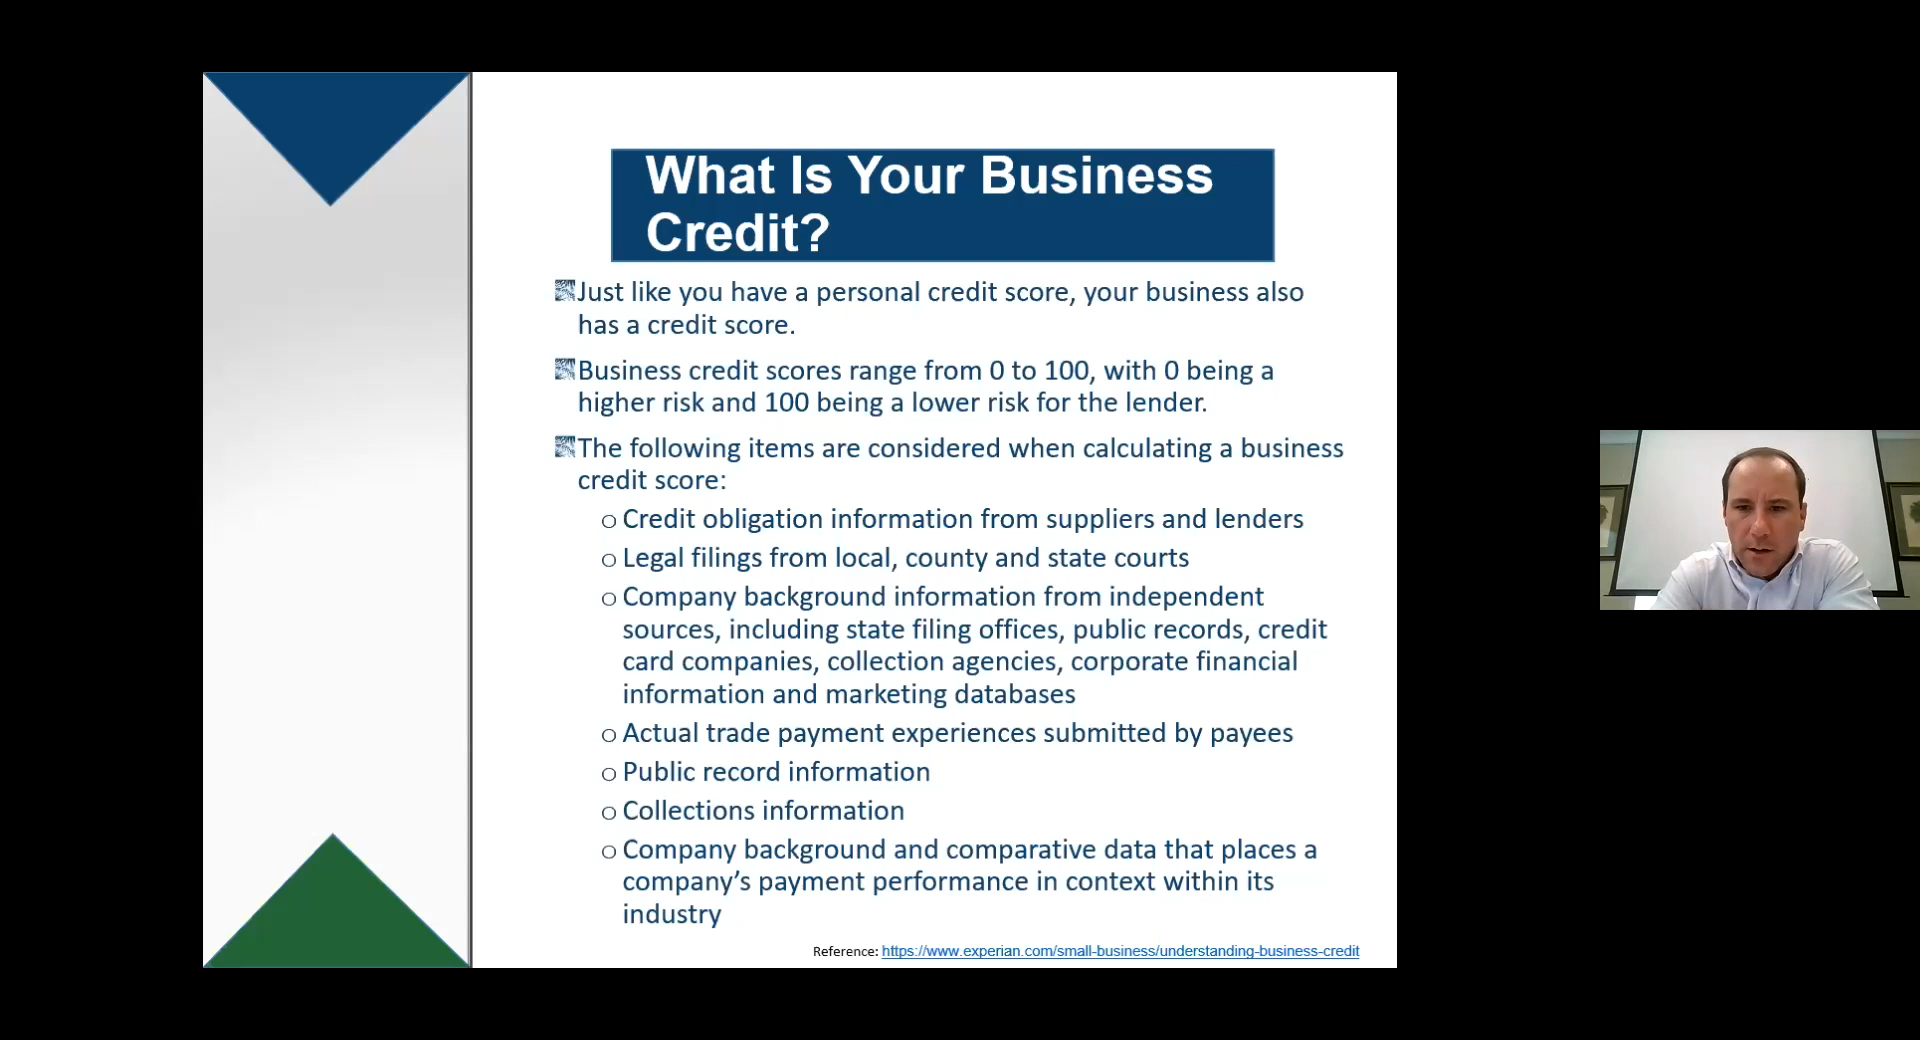 What Is Your Business
Credit?
Just like you have a personal credit score, your business also
has a credit score.
Business credit scores range from 0 to 100, with 0 being a
higher risk and 100 being a lower risk for the lender.
The following items are considered when calculating a business
credit score:
o Credit obligation information from suppliers and lenders
o Legal filings from local, county and state courts
o Company background information from independent
sources, including state filing offices, public records, credit
card companies, collection agencies, corporate financial
information and marketing databases
o Actual trade payment experiences submitted by payees
o Public record information
o Collections information
o Company background and comparative data that places a
company’s payment performance in context within its
industry
Reference: https://www.experian.com/small-business/understanding-business-credit